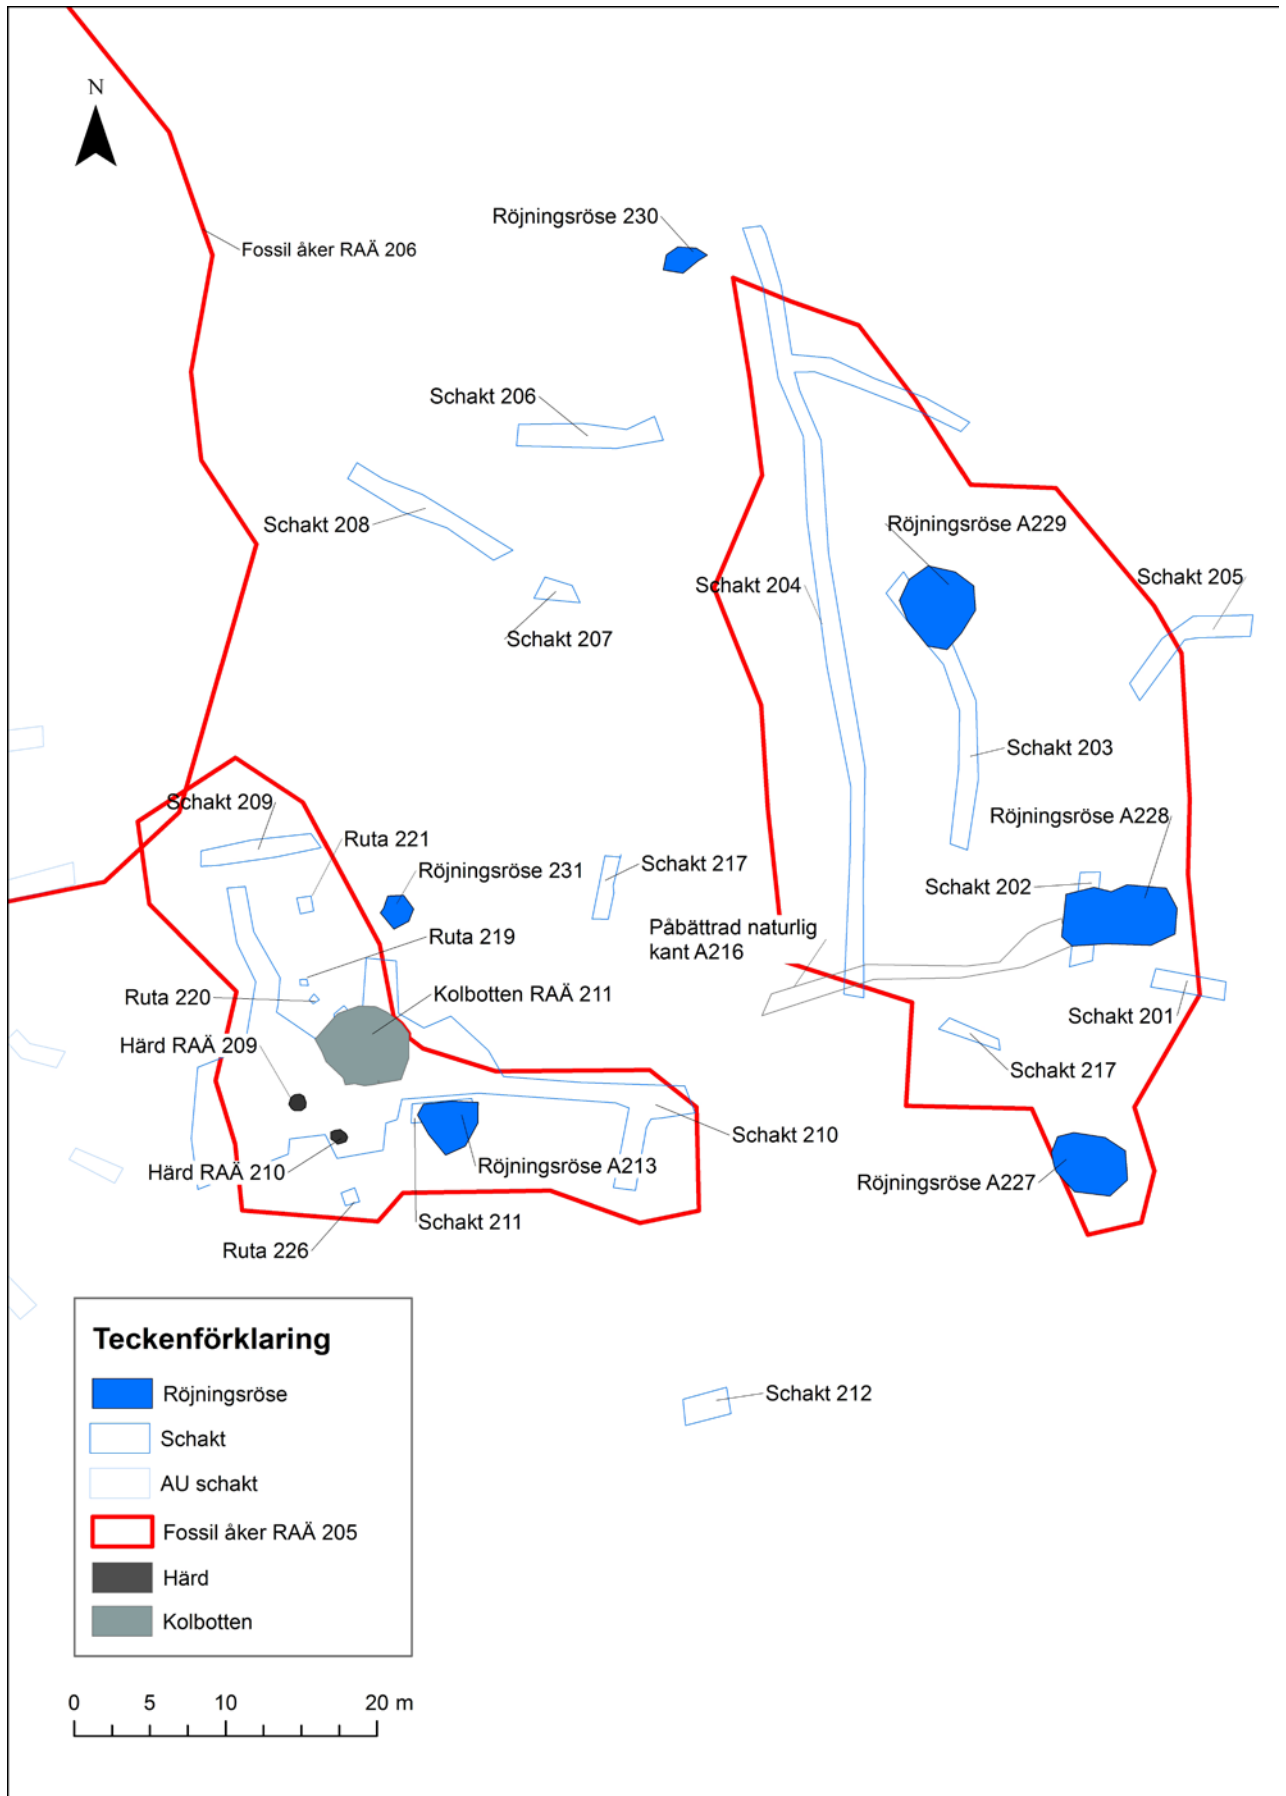 N
Röjningsröse 230
Fossil åker RAÄ 206
Schakt 206
Schakt 208
Röjningsröse A229
Schakt 204
Schakt 205
Schakt 207
Schakt 203
Schakt 209
Röjningsröse A228
Ruta 221
Schakt 217
Röjningsröse 231
Schakt 202
Påbättrad naturlig
kant A216
Ruta 219
Ruta 220
Kolbotten RAÄ 211
Schakt 201
Härd RAÄ 209
Schakt 217
Schakt 210
Härd RAÄ 210
Röjningsröse A213
Röjningsröse A227
Schakt 211
Ruta 226
Teckenförklaring
Röjningsröse
Schakt
AU schakt
Fossil åker RAÄ 205
Härd
Kolbotten
Schakt 212
0 5 10 20 m